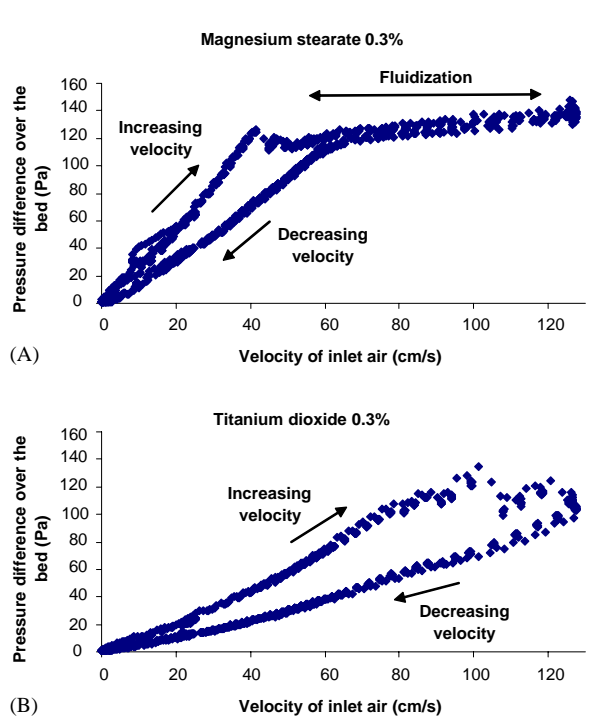 Magnesium stearate 0.3%
Pressure difference over the
bed (Pa)
160
140
120
100
80
60
40
20
0
Fluidization
Increasing
velocity
Decreasing
velocity
0 20 40 60 80 100 120
(A)
Velocity of inlet air (cm/s)
Titanium dioxide 0.3%
Pressure difference over the
bed (Pa)
160
140
120
100
80
60
40
20
0
Increasing
velocity
Decreasing
velocity
0 20 40 60 80 100 120
(B)
Velocity of inlet air (cm/s)